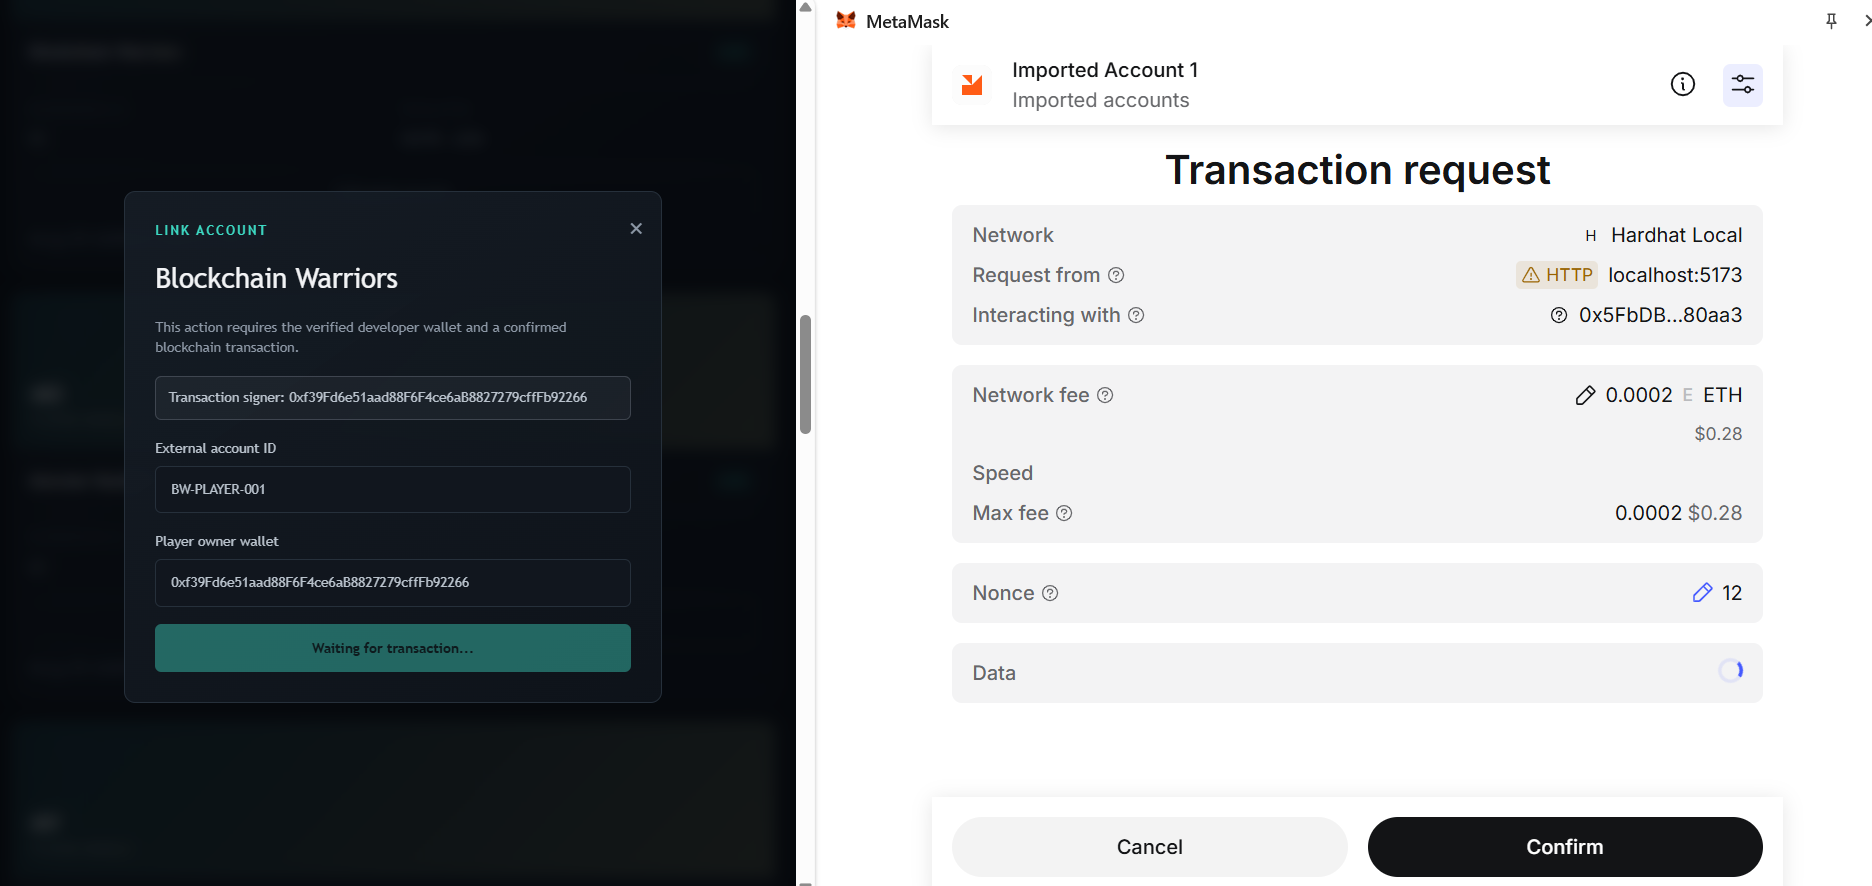 LINK ACCOUNT
Blockchain Warriors
This action requires the verified developer wallet and a confirmed
blockchain transaction.
Transaction signer: 0xf39Fd6e51aad88F6F4ce6aB8827279cffFb92266
External account ID
BW-PLAYER-001
Player owner wallet
0xf39Fd6e51aad88F6F4ce6aB8827279cffFb92266
Waiting for transaction...
MetaMask
Imported Account 1
Imported accounts
Transaction request
Network H Hardhat Local
Request from HTTP localhost:5173
Interacting with 0x5FbDB...80aa3
Network fee 0.0002 E ETH
$0.28
Speed
Max fee 0.0002 $0.28
Nonce 12
Data
Cancel Confirm